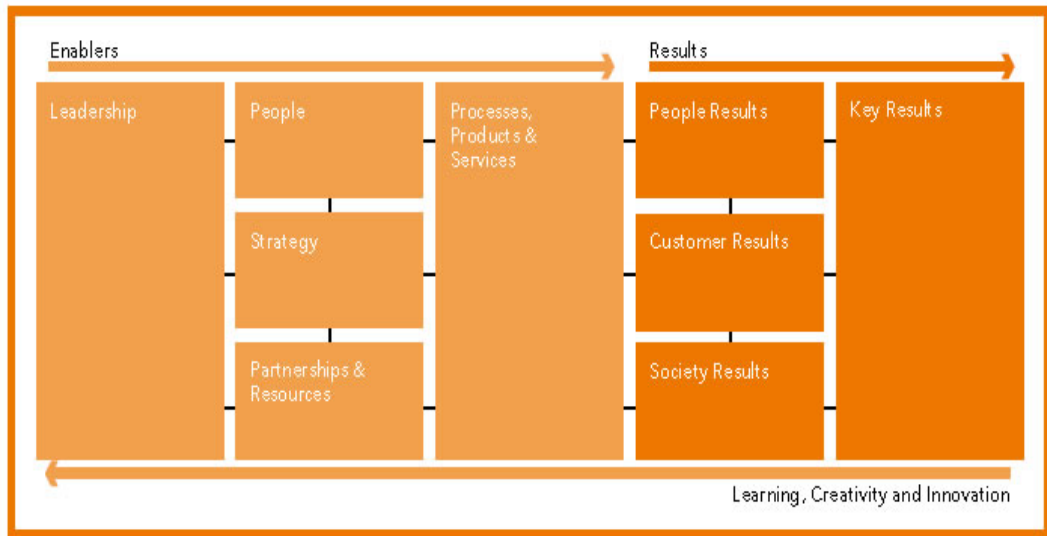 Enablers
Results
Leadership
People
Processes,
Products &
Services
People Results
Key Results
Strategy
Customer Results
Partnerships &
Resources
Society Results
Learning, Creativity and Innovation